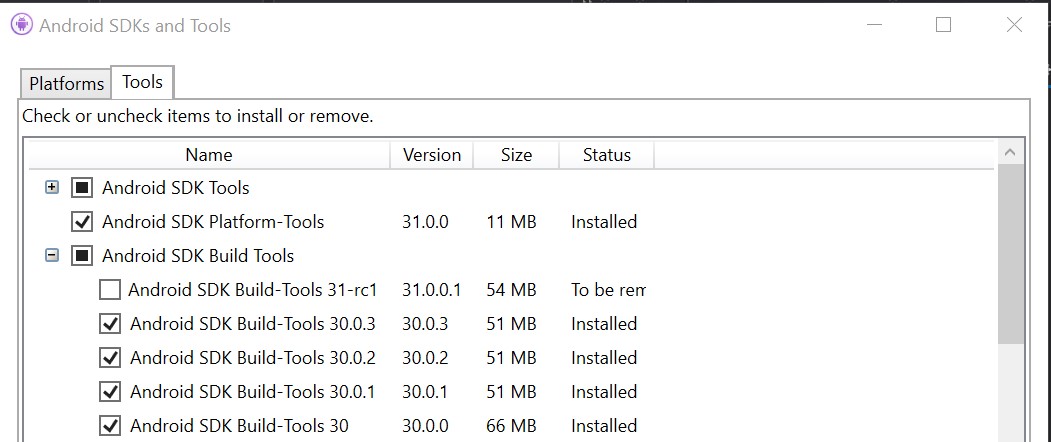 Android SDKs and Tools
Platforms Tools
Check or uncheck items to install or remove.
Name Version Size Status
Android SDK Tools
Android SDK Platform-Tools 31.0.0 11 MB Installed
Android SDK Build Tools
Android SDK Build-Tools 31-rc1 31.0.0.1 54 MB To be rem
Android SDK Build-Tools 30.0.3 30.0.3 51 MB Installed
Android SDK Build-Tools 30.0.2 30.0.2 51 MB Installed
Android SDK Build-Tools 30.0.1 30.0.1 51 MB Installed
Android SDK Build-Tools 30 30.0.0 66 MB Installed